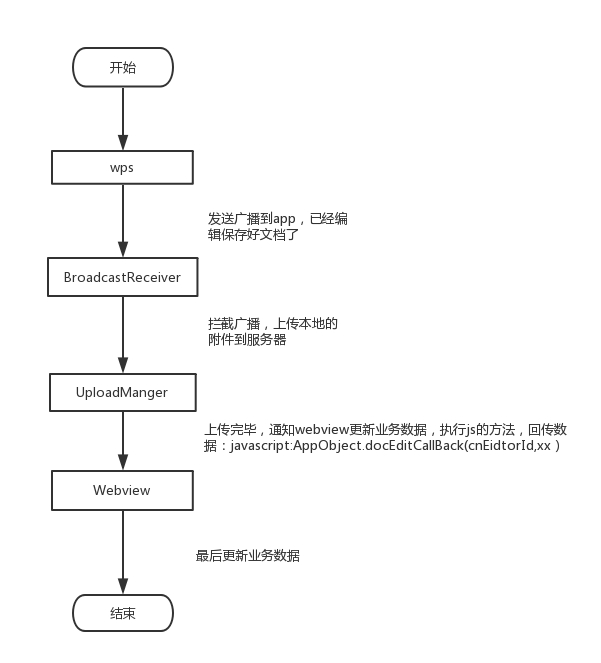 开始
wps
发送广播到app，已经编
辑保存好文档了
BroadcastReceiver
拦截广播，上传本地的
附件到服务器
UploadManger
上传完毕，通知webview更新业务数据，执行js的方法，回传数
据：javascript:AppObject.docEditCallBack(cnEidtorId,xx）
Webview
最后更新业务数据
结束